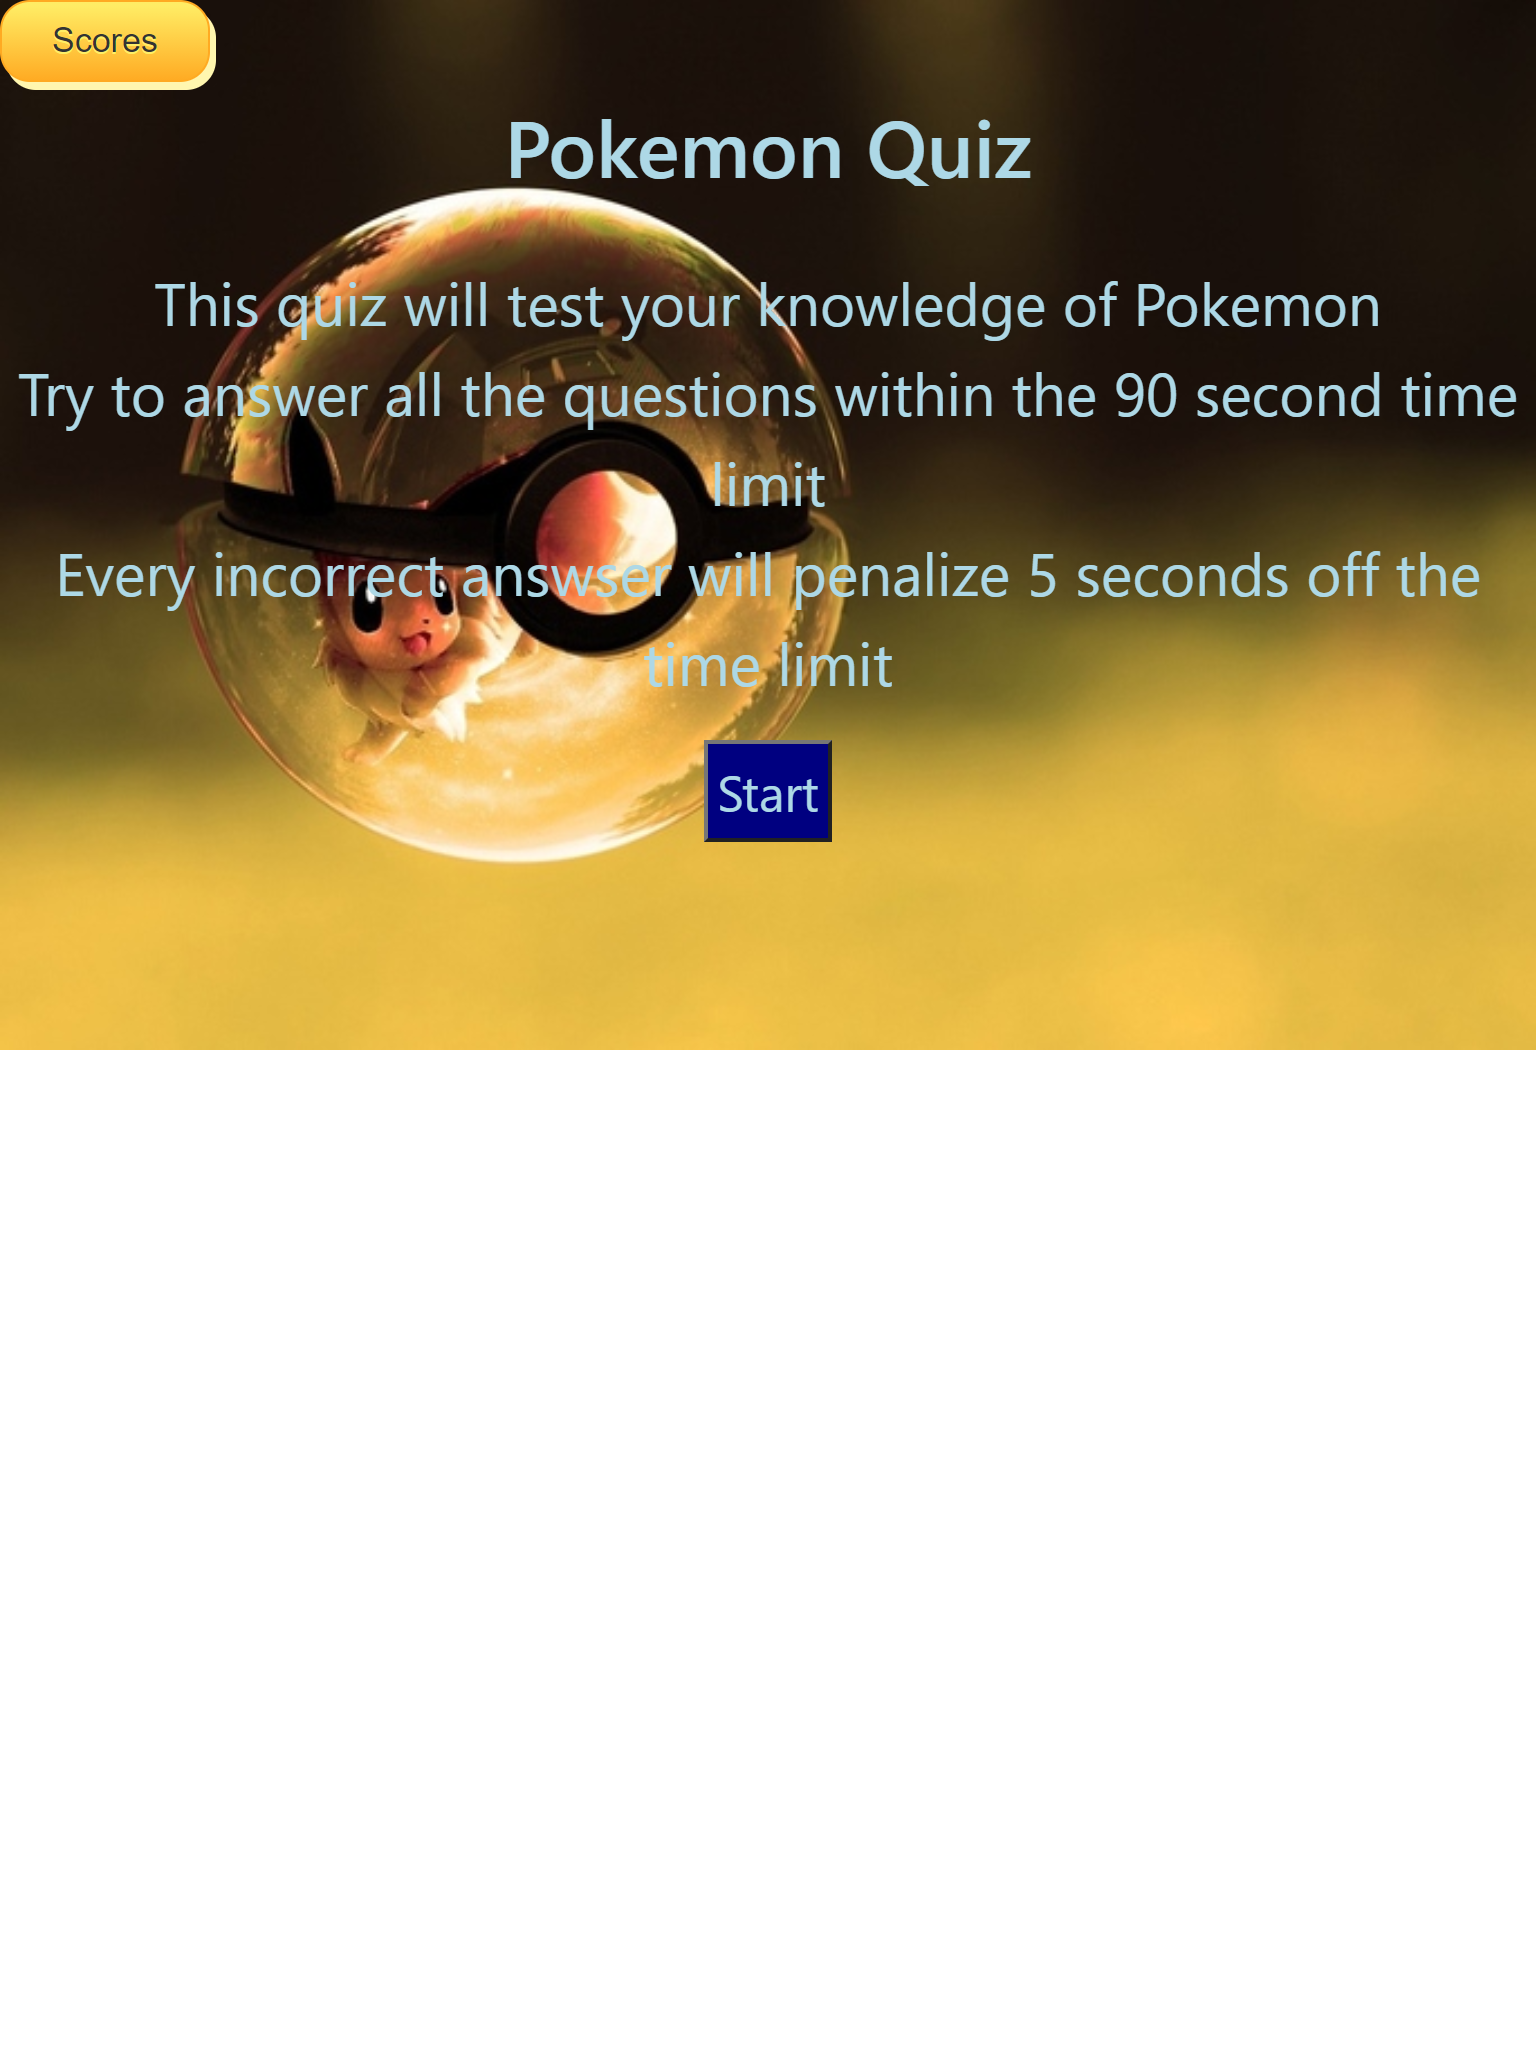 Scores
Pokemon Quiz
This quiz will test your knowledge of Pokemon
Try to answer all the questions within the 90 second time
limit
Every incorrect answser will penalize 5 seconds off the
time limit
Start